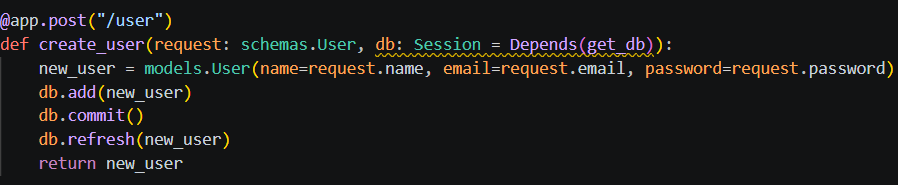 @app.post("/user")
def create_user(request: schemas.User, db: Session = Depends(get_db)):
    new_user = models.User(name=request.name, email=request.email, password=request.password)
    db.add(new_user)
    db.commit()
    db.refresh(new_user)
    return new_user